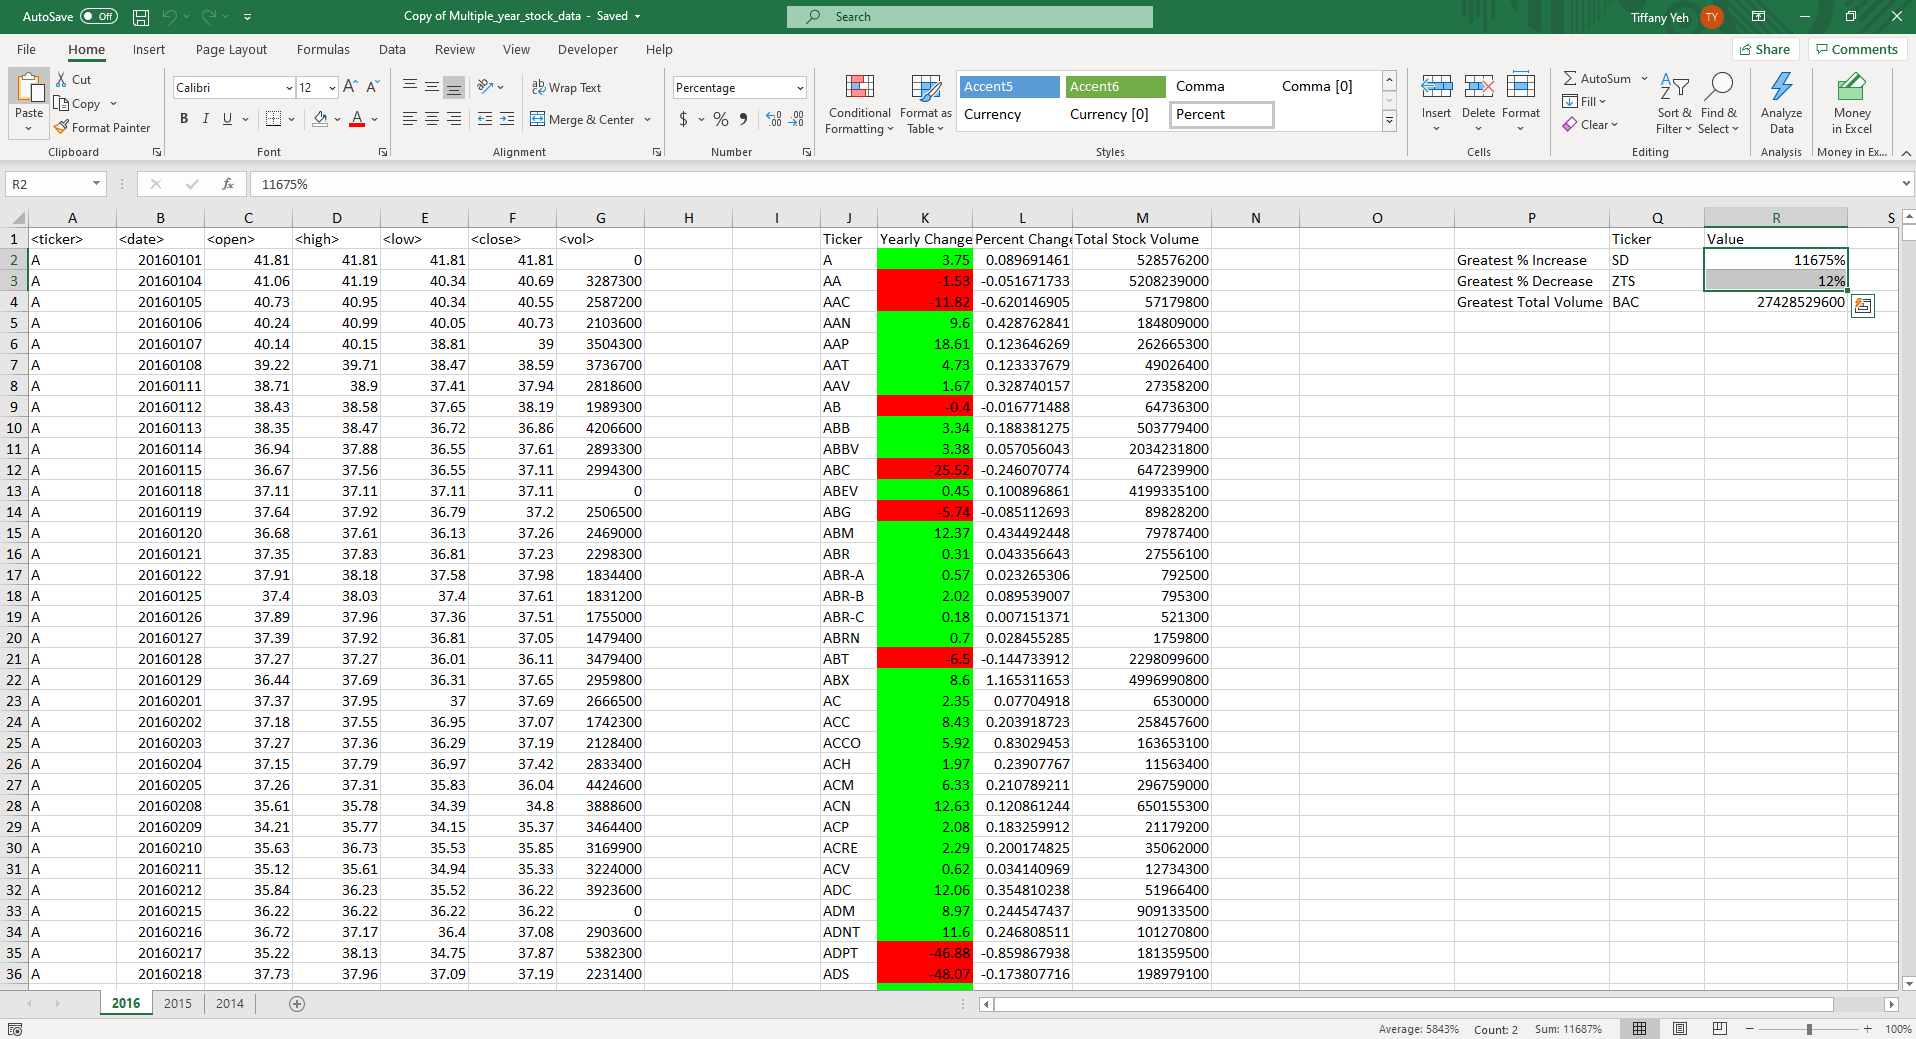 AutoSave Off Copy of Multiple_year_stock_data - Saved Search Tiffany Yeh TY
File Home Insert Page Layout Formulas Data Review View Developer Help Share Comments
Paste Cut Copy Format Painter
Calibri 12 A A B I U A
Wrap Text Merge & Center
Percentage $ % 9
Conditional Formatting Format as Table
Accent5 Accent6 Comma Comma [0]
Currency Currency [0] Percent
Insert Delete Format
AutoSum Fill Clear Sort & Filter Find & Select
Analyze Data Money in Excel
Clipboard Font Alignment Number Styles Cells Editing Analysis Money in Ex...
R2 fx 11675%
A B C D E F G H I J K L M N O P Q R S
1 <ticker> <date> <open> <high> <low> <close> <vol> Ticker Yearly Change Percent Change Total Stock Volume Ticker Value
2 A 20160101 41.81 41.81 41.81 41.81 0 A 3.75 0.089691461 528576200 Greatest % Increase SD 11675%
3 A 20160104 41.06 41.19 40.34 40.69 3287300 AA -1.53 -0.051671733 5208239000 Greatest % Decrease ZTS 12%
4 A 20160105 40.73 40.95 40.34 40.55 2587200 AAC -11.82 -0.620146905 57179800 Greatest Total Volume BAC 27428529600
5 A 20160106 40.24 40.99 40.05 40.73 2103600 AAN 9.6 0.428762841 184809000
6 A 20160107 40.14 40.15 38.81 39 3504300 AAP 18.61 0.123646269 262665300
7 A 20160108 39.22 39.71 38.47 38.59 3736700 AAT 4.73 0.123337679 49026400
8 A 20160111 38.71 38.9 37.41 37.94 2818600 AAV 1.67 0.328740157 27358200
9 A 20160112 38.43 38.58 37.65 38.19 1989300 AB -0.4 -0.016771488 64736300
10 A 20160113 38.35 38.47 36.72 36.86 4206600 ABB 3.34 0.188381275 503779400
11 A 20160114 36.94 37.88 36.55 37.61 2893300 ABBV 3.38 0.057056043 2034231800
12 A 20160115 36.67 37.56 36.55 37.11 2994300 ABC -25.52 -0.246070774 647239900
13 A 20160118 37.11 37.11 37.11 37.11 0 ABEV 0.45 0.100896861 4199335100
14 A 20160119 37.64 37.92 36.79 37.2 2506500 ABG -5.74 -0.085112693 89828200
15 A 20160120 36.68 37.61 36.13 37.26 2469000 ABM 12.37 0.434492448 79787400
16 A 20160121 37.35 37.83 36.81 37.23 2298300 ABR 0.31 0.043356643 27556100
17 A 20160122 37.91 38.18 37.58 37.98 1834400 ABR-A 0.57 0.023265306 792500
18 A 20160125 37.4 38.03 37.4 37.61 1831200 ABR-B 2.02 0.089539007 795300
19 A 20160126 37.89 37.96 37.36 37.51 1755000 ABR-C 0.18 0.007151371 521300
20 A 20160127 37.39 37.92 36.81 37.05 1479400 ABRN 0.7 0.028455285 1759800
21 A 20160128 37.27 37.27 36.01 36.11 3479400 ABT -6.5 -0.144733912 2298099600
22 A 20160129 36.44 37.69 36.31 37.65 2959800 ABX 8.6 1.165311653 4996990800
23 A 20160201 37.37 37.95 37 37.69 2666500 AC 2.35 0.07704918 6530000
24 A 20160202 37.18 37.55 36.95 37.07 1742300 ACC 8.43 0.203918723 258457600
25 A 20160203 37.27 37.36 36.29 37.19 2128400 ACCO 5.92 0.83029453 163653100
26 A 20160204 37.15 37.79 36.97 37.42 2833400 ACH 1.97 0.23907767 11563400
27 A 20160205 37.26 37.31 35.83 36.04 4424600 ACM 6.33 0.210789211 296759000
28 A 20160208 35.61 35.78 34.39 34.8 3888600 ACN 12.63 0.120861244 650155300
29 A 20160209 34.21 35.77 34.15 35.37 3464400 ACP 2.08 0.183259912 21179200
30 A 20160210 35.63 36.73 35.53 35.85 3169900 ACRE 2.29 0.200174825 35062000
31 A 20160211 35.12 35.61 34.94 35.33 3224000 ACV 0.62 0.034140969 12734300
32 A 20160212 35.84 36.23 35.52 36.22 3923600 ADC 12.06 0.354810238 51966400
33 A 20160215 36.22 36.22 36.22 36.22 0 ADM 8.97 0.244547437 909133500
34 A 20160216 36.72 37.17 36.4 37.08 2903600 ADNT 11.6 0.246808511 101270800
35 A 20160217 35.22 38.13 34.75 37.87 5382300 ADPT -46.88 -0.859867938 181359500
36 A 20160218 37.73 37.96 37.09 37.19 2231400 ADS -48.07 -0.173807716 198979100
2016 2015 2014
Average: 5843% Count: 2 Sum: 11687% 100%